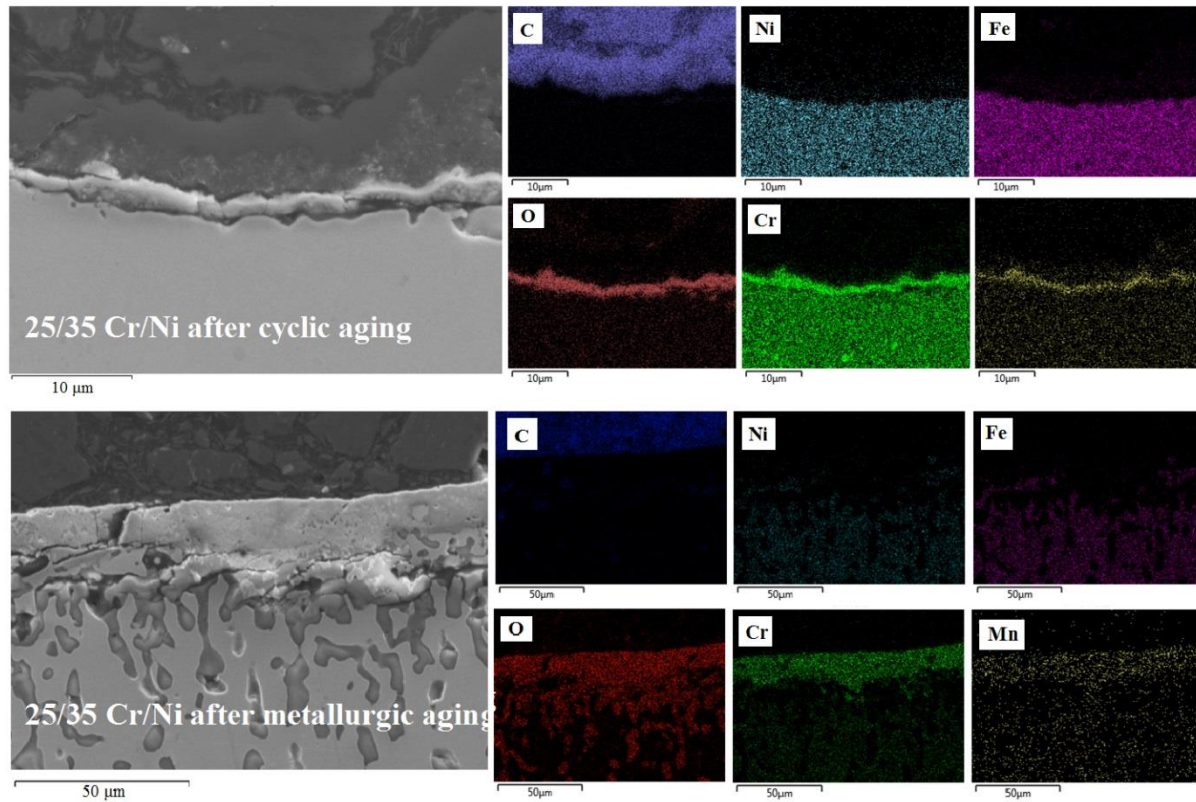 C
Ni
Fe
25/35 Cr/Ni after cyclic aging
10 μm
10μm
10μm
10μm
O
Cr
10μm
10μm
10μm
C
Ni
Fe
25/35 Cr/Ni after metallurgic aging
50 μm
50μm
50μm
50μm
O
Cr
Mn
50μm
50μm
50μm